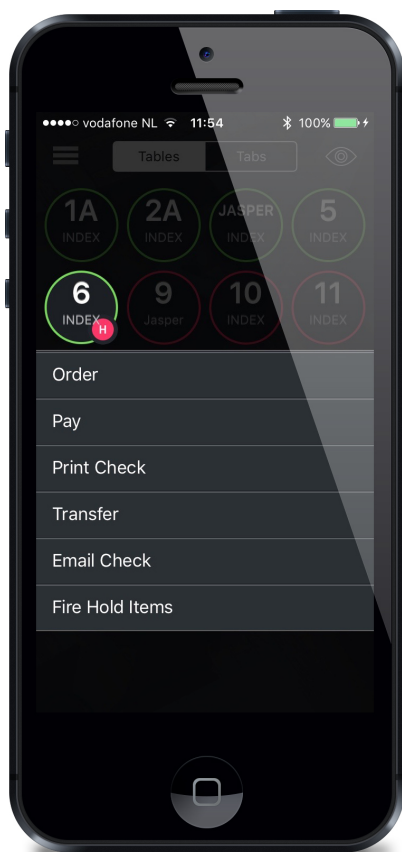 vodafone NL 11:54 100%
Tables Tabs
1A 2A JASPER 5
INDEX INDEX INDEX INDEX
6 9 10 11
INDEX Jasper INDEX INDEX
H
Order
Pay
Print Check
Transfer
Email Check
Fire Hold Items